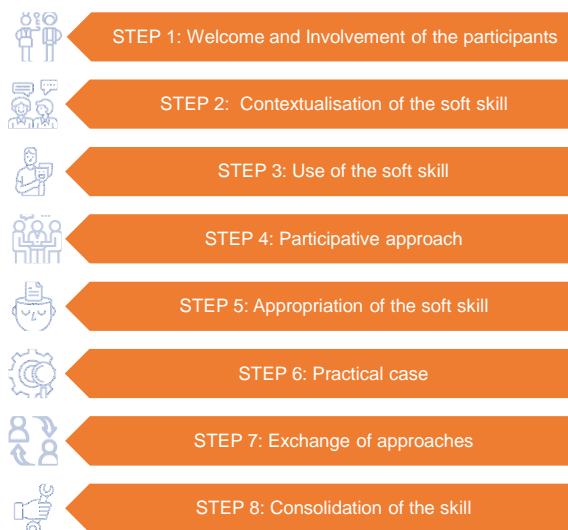 STEP 1: Welcome and Involvement of the participants
STEP 2: Contextualisation of the soft skill
STEP 3: Use of the soft skill
STEP 4: Participative approach
STEP 5: Appropriation of the soft skill
STEP 6: Practical case
STEP 7: Exchange of approaches
STEP 8: Consolidation of the skill